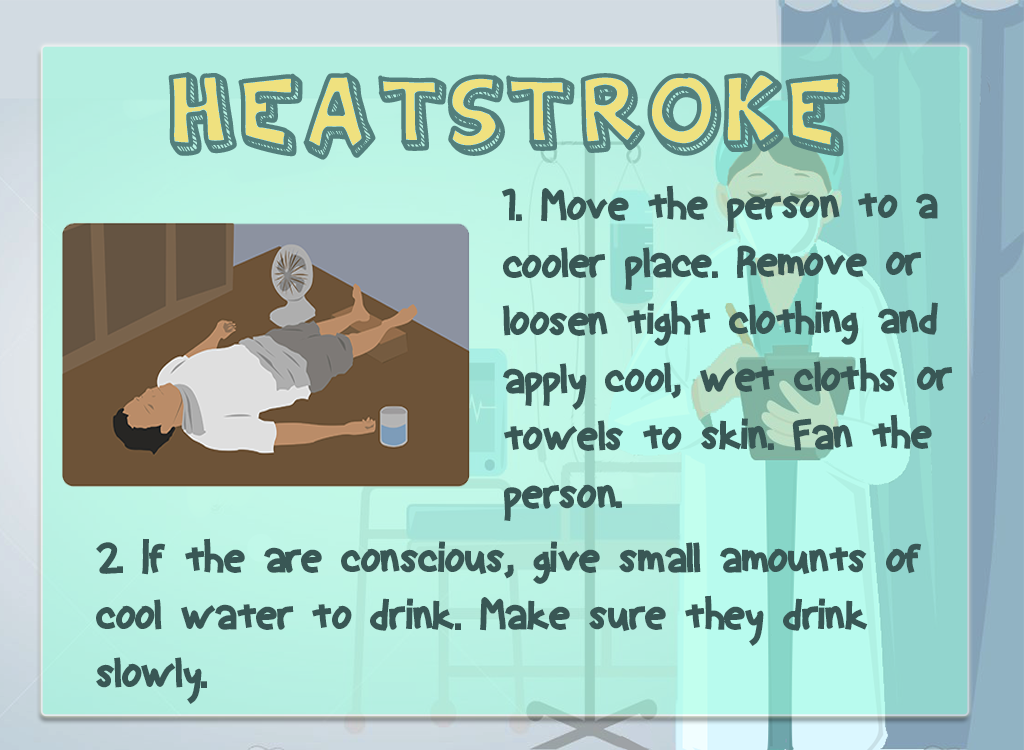 HEATSTROKE
1. Move the person to a
cooler place. Remove or
loosen tight clothing and
apply cool, wet cloths or
towels to skin. Fan the
person.
2. If the are conscious, give small amounts of
cool water to drink. Make sure they drink
slowly.